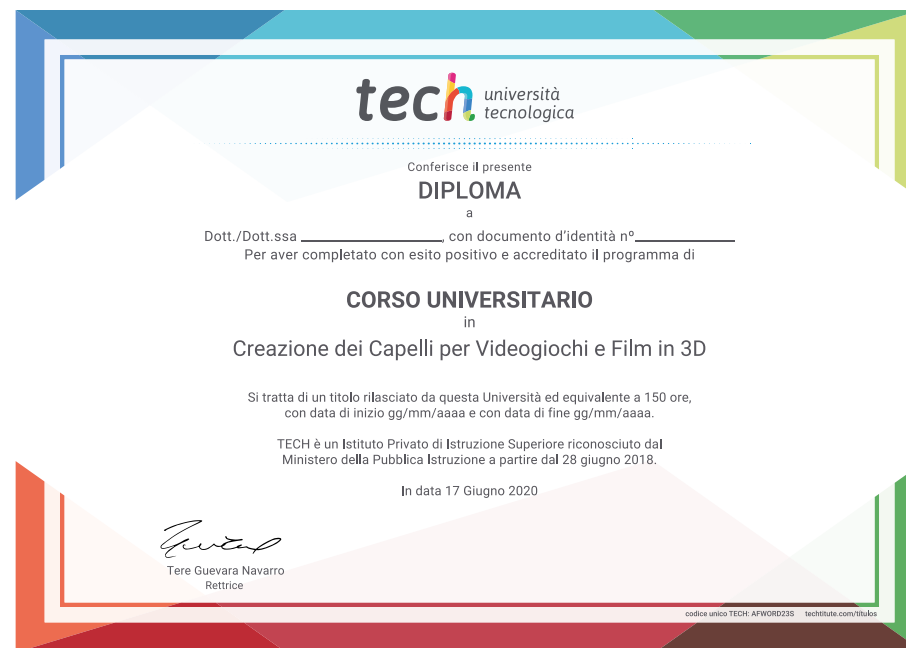 tech università
tecnologica
Conferisce il presente
DIPLOMA
a
Dott./Dott.ssa ________________, con documento d'identità nº____________
Per aver completato con esito positivo e accreditato il programma di
CORSO UNIVERSITARIO
in
Creazione dei Capelli per Videogiochi e Film in 3D
Si tratta di un titolo rilasciato da questa Università ed equivalente a 150 ore,
con data di inizio gg/mm/aaaa e con data di fine gg/mm/aaaa.
TECH è un Istituto Privato di Istruzione Superiore riconosciuto dal
Ministero della Pubblica Istruzione a partire dal 28 giugno 2018.
In data 17 Giugno 2020
Tere Guevara Navarro
Rettrice
codice unico TECH: AFWORD23S techtitute.com/titulos